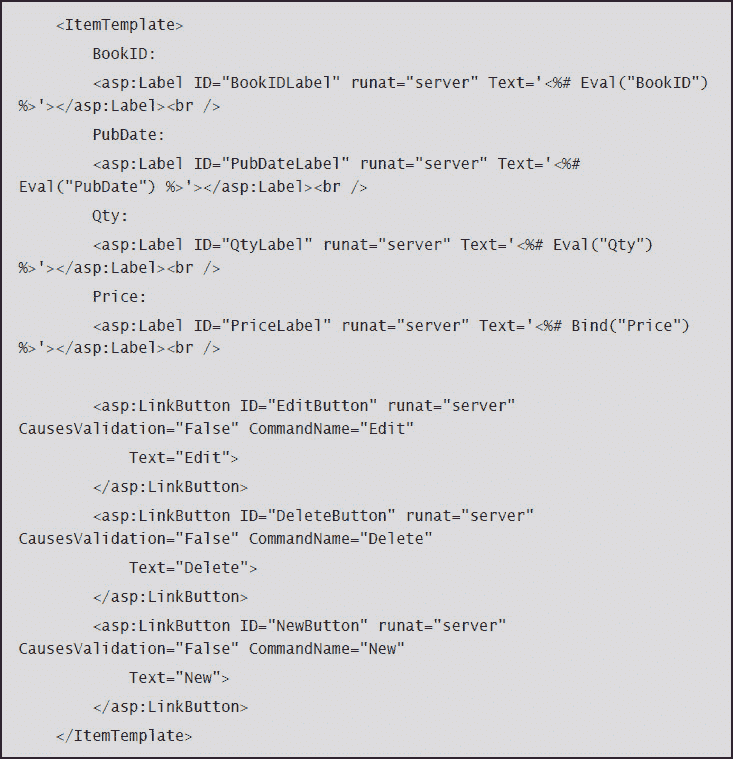 <ItemTemplate>
BookID:
<asp:Label ID="BookIDLabel" runat="server" Text='<%# Eval("BookID")
%>'></asp:Label><br />
PubDate:
<asp:Label ID="PubDateLabel" runat="server" Text='<%#
Eval("PubDate") %>'></asp:Label><br />
Qty:
<asp:Label ID="QtyLabel" runat="server" Text='<%# Eval("Qty")
%>'></asp:Label><br />
Price:
<asp:Label ID="PriceLabel" runat="server" Text='<%# Bind("Price")
%>'></asp:Label><br />
<asp:LinkButton ID="EditButton" runat="server"
CausesValidation="False" CommandName="Edit"
Text="Edit">
</asp:LinkButton>
<asp:LinkButton ID="DeleteButton" runat="server"
CausesValidation="False" CommandName="Delete"
Text="Delete">
</asp:LinkButton>
<asp:LinkButton ID="NewButton" runat="server"
CausesValidation="False" CommandName="New"
Text="New">
</asp:LinkButton>
</ItemTemplate>